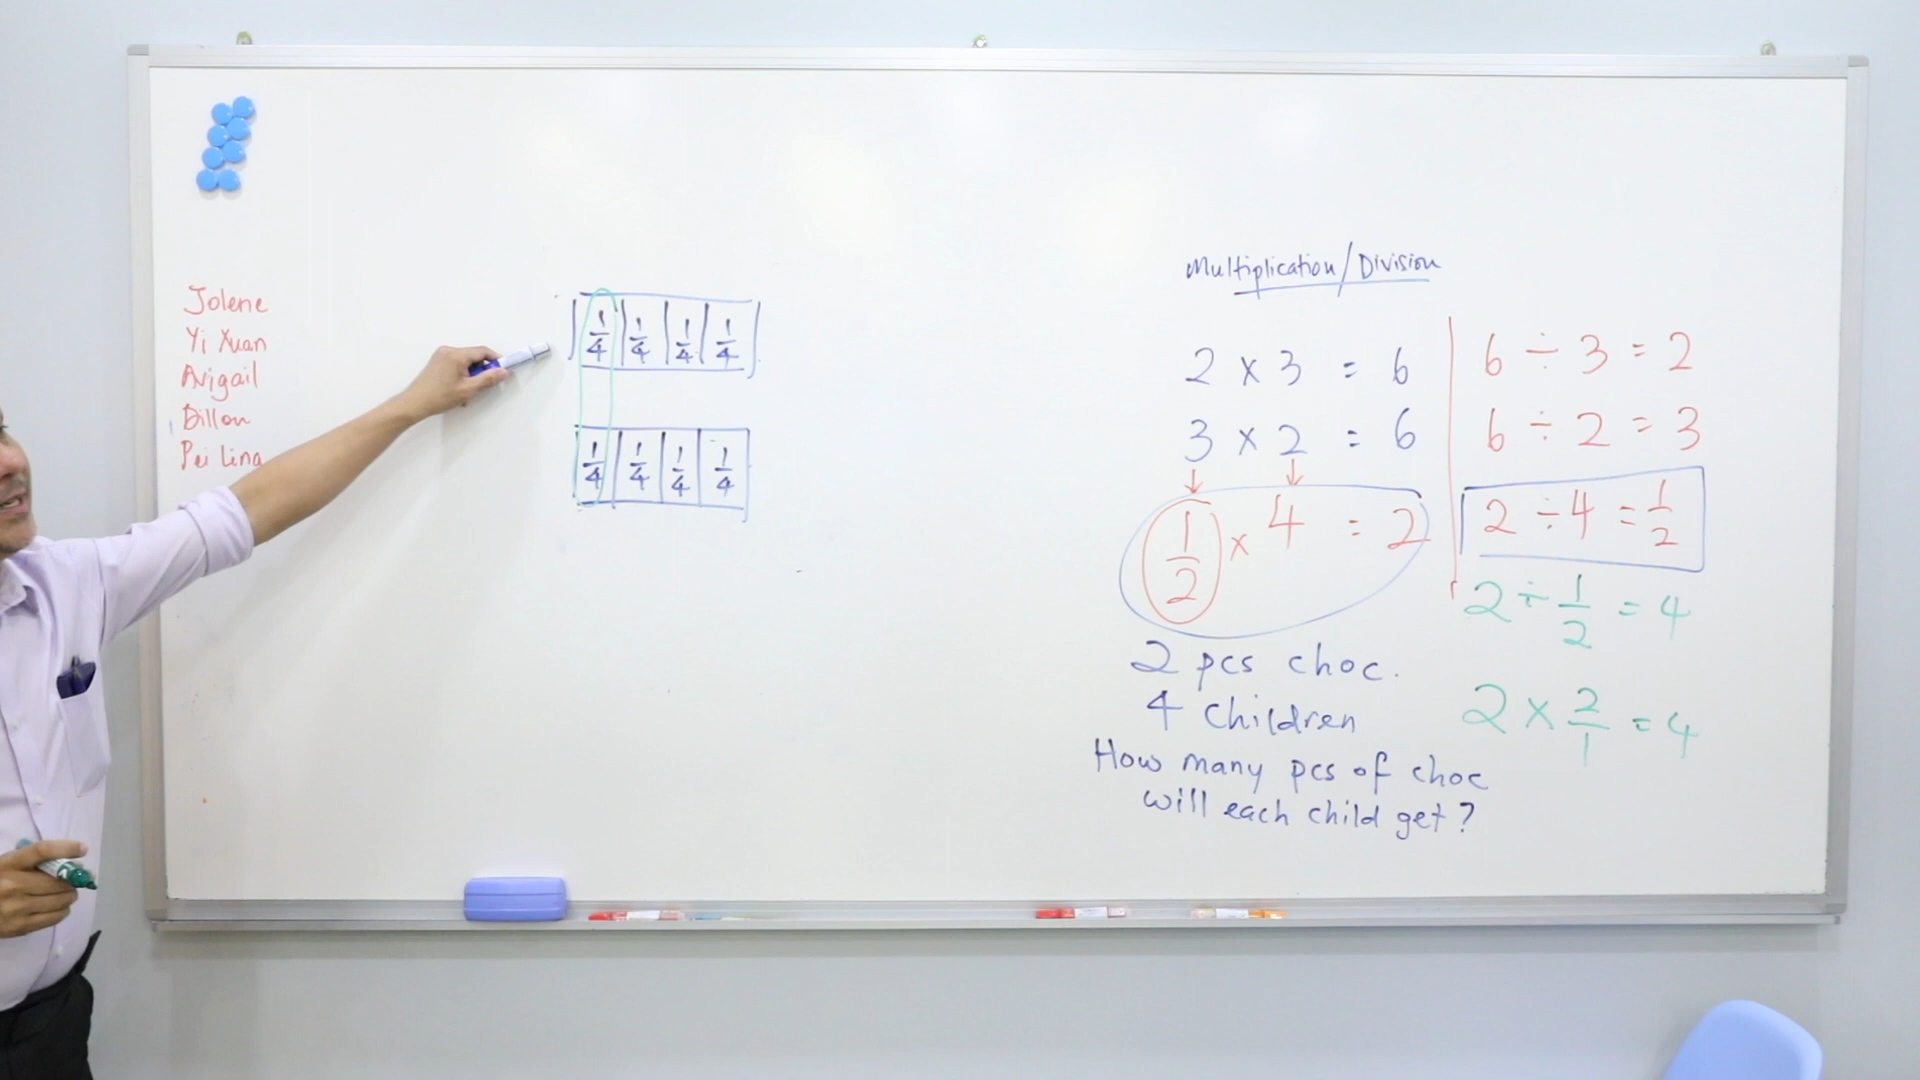 Jolene
Yi Xuan
Avigail
Dillon
Pei Ling
1/4 1/4 1/4 1/4
1/4 1/4 1/4 1/4
Multiplication/Division
2 x 3 = 6
3 x 2 = 6
1/2 x 4 = 2
2 pcs choc.
4 children
How many pcs of choc
will each child get?
6 ÷ 3 = 2
6 ÷ 2 = 3
2 ÷ 4 = 1/2
2 ÷ 1/2 = 4
2 x 2/1 = 4